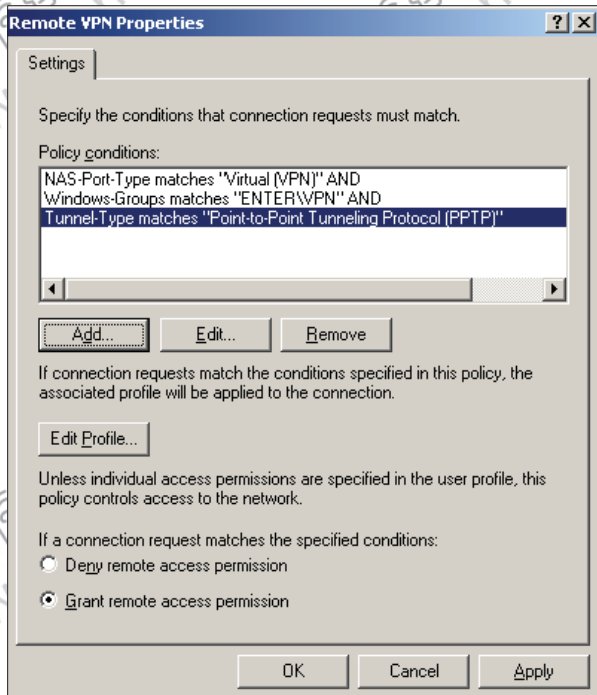 Remote VPN Properties
Settings
Specify the conditions that connection requests must match.
Policy conditions:
NAS-Port-Type matches "Virtual (VPN)" AND
Windows-Groups matches "ENTER\VPN" AND
Tunnel-Type matches "Point-to-Point Tunneling Protocol (PPTP)"
Add...
Edit...
Remove
If connection requests match the conditions specified in this policy, the
associated profile will be applied to the connection.
Edit Profile...
Unless individual access permissions are specified in the user profile, this
policy controls access to the network.
If a connection request matches the specified conditions:
Deny remote access permission
Grant remote access permission
OK
Cancel
Apply